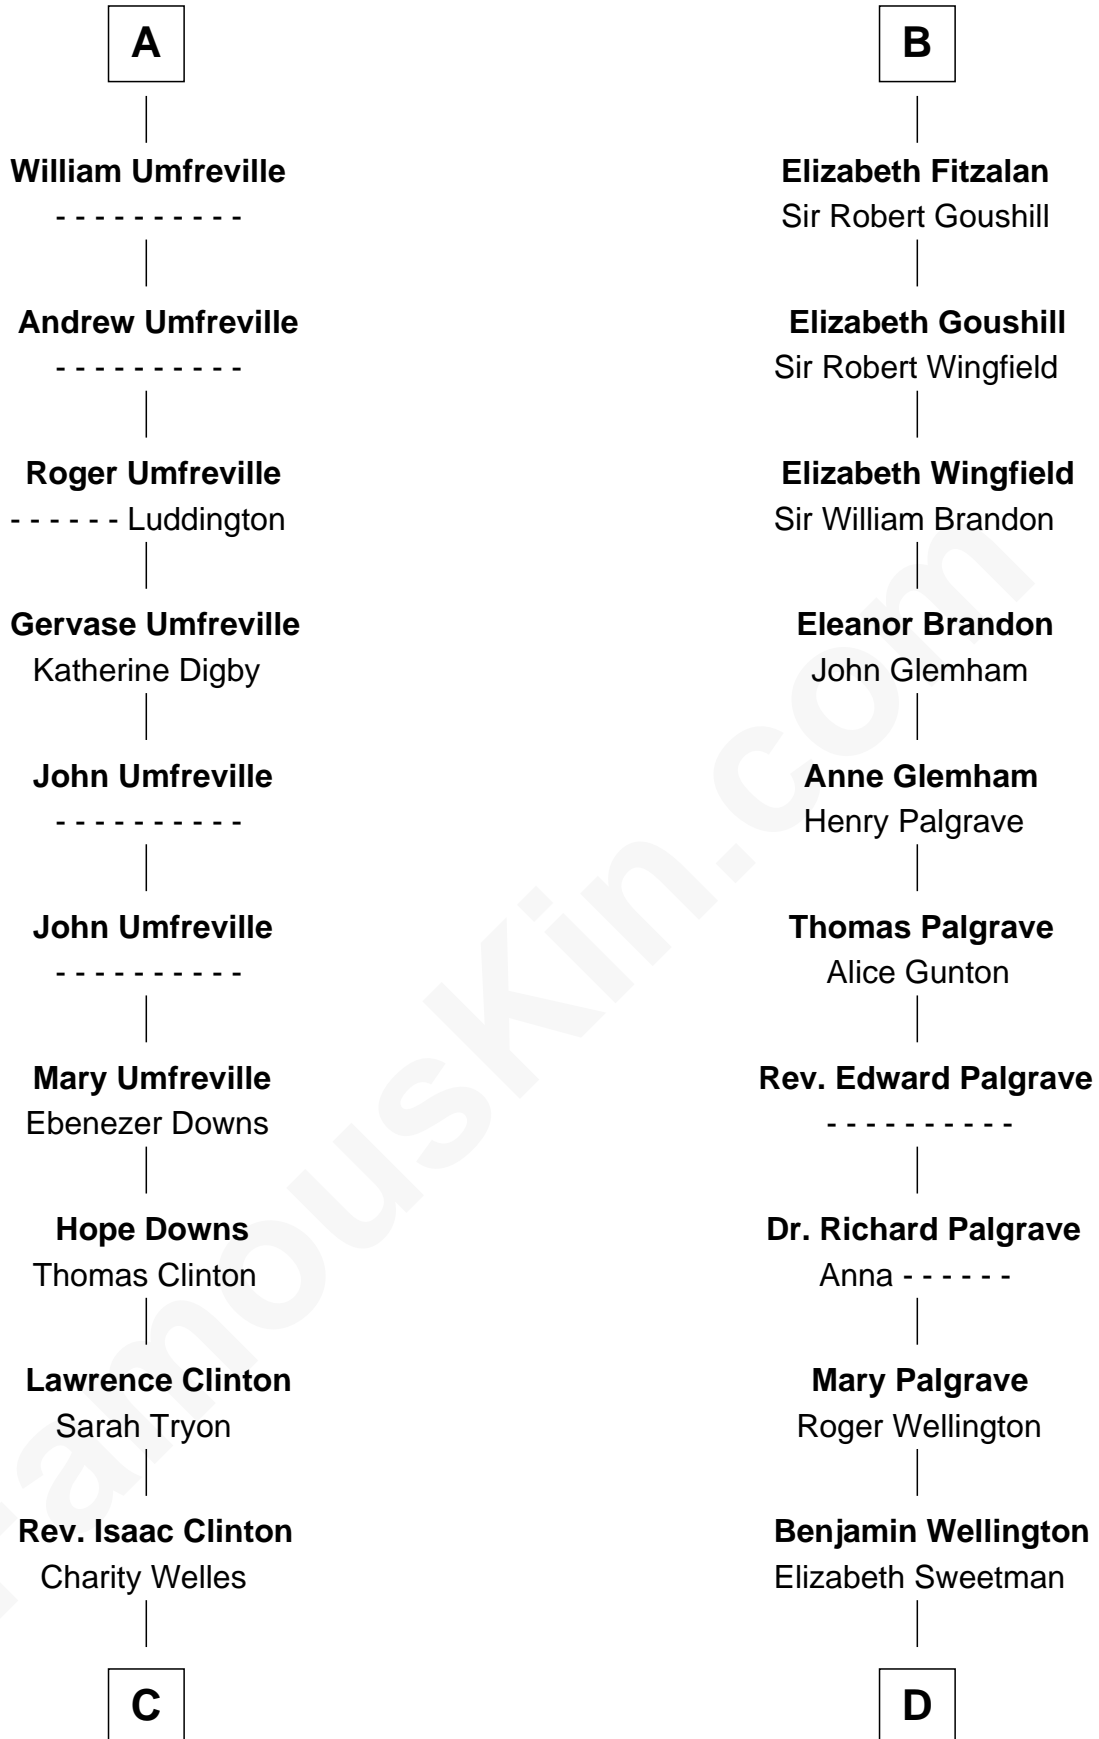 A
William Umfreville
- - - - - - - - - -
Andrew Umfreville
- - - - - - - - - -
Roger Umfreville
- - - - - - Luddington
Gervase Umfreville
Katherine Digby
John Umfreville
- - - - - - - - - -
John Umfreville
- - - - - - - - - -
Mary Umfreville
Ebenezer Downs
Hope Downs
Thomas Clinton
Lawrence Clinton
Sarah Tryon
Rev. Isaac Clinton
Charity Welles
C
B
Elizabeth Fitzalan
Sir Robert Goushill
Elizabeth Goushill
Sir Robert Wingfield
Elizabeth Wingfield
Sir William Brandon
Eleanor Brandon
John Glemham
Anne Glemham
Henry Palgrave
Thomas Palgrave
Alice Gunton
Rev. Edward Palgrave
- - - - - - - - - -
Dr. Richard Palgrave
Anna - - - - - -
Mary Palgrave
Roger Wellington
Benjamin Wellington
Elizabeth Sweetman
D
FamousKin.com